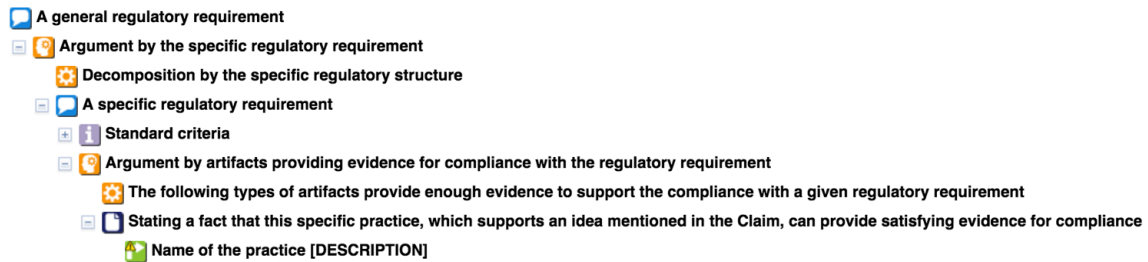 A general regulatory requirement
Argument by the specific regulatory requirement
Decomposition by the specific regulatory structure
A specific regulatory requirement
Standard criteria
Argument by artifacts providing evidence for compliance with the regulatory requirement
The following types of artifacts provide enough evidence to support the compliance with a given regulatory requirement
Stating a fact that this specific practice, which supports an idea mentioned in the Claim, can provide satisfying evidence for compliance
Name of the practice [DESCRIPTION]